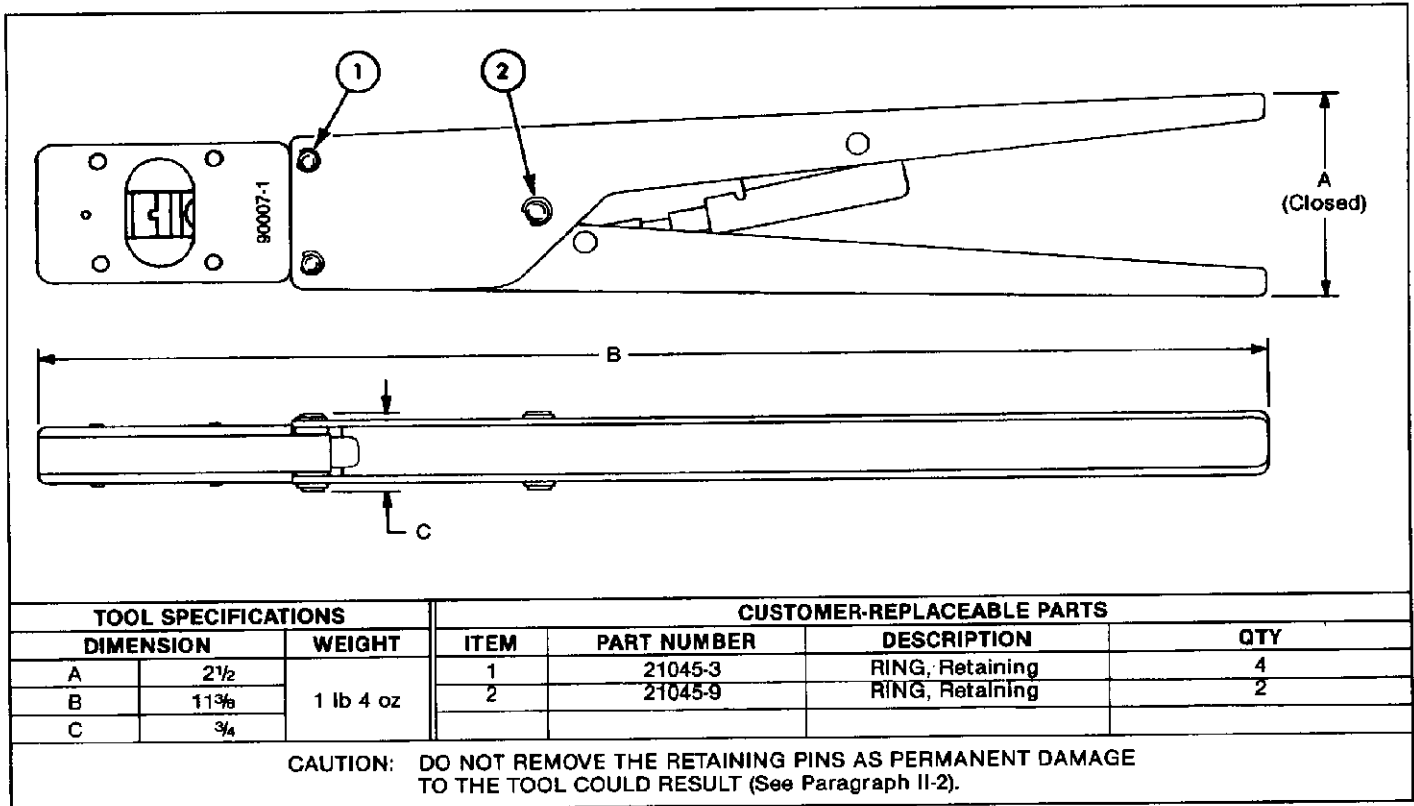 1
2
90007-1
A
(Closed)
B
C
TOOL SPECIFICATIONS
CUSTOMER-REPLACEABLE PARTS
DIMENSION WEIGHT ITEM PART NUMBER DESCRIPTION QTY
A 2½ 1 lb 4 oz 1 21045-3 RING, Retaining 4
B 11⅜ 2 21045-9 RING, Retaining 2
C ¾
CAUTION: DO NOT REMOVE THE RETAINING PINS AS PERMANENT DAMAGE
TO THE TOOL COULD RESULT (See Paragraph II-2).